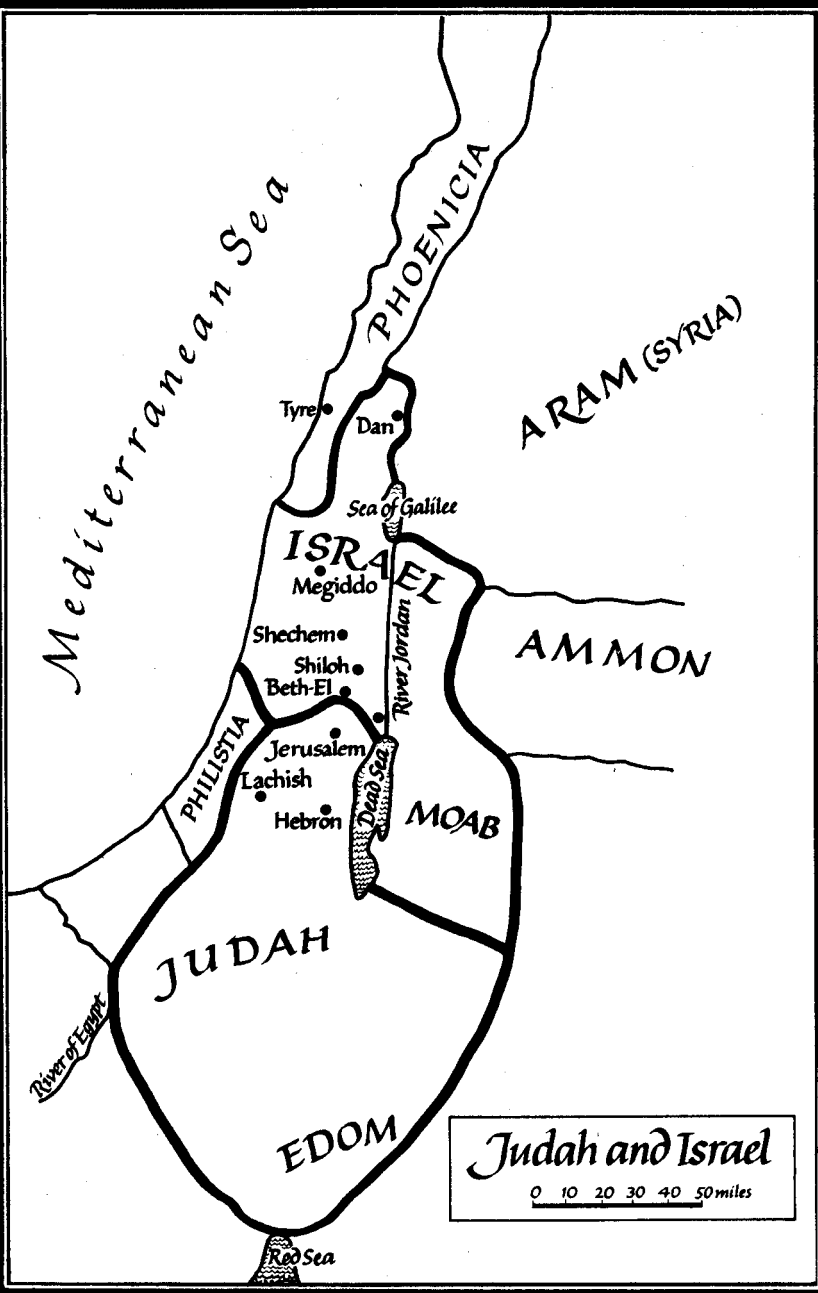 Mediterranean Sea
PHOENICIA
ARAM (SYRIA)
Tyre
Dan
Sea of Galilee
ISRAEL
Megiddo
Shechem
River Jordan
AMMON
Shiloh
Beth-El
PHILISTIA
Jerusalem
Dead Sea
Lachish
Hebron
MOAB
JUDAH
River of Egypt
EDOM
Judah and Israel
0 10 20 30 40 50 miles
Red Sea